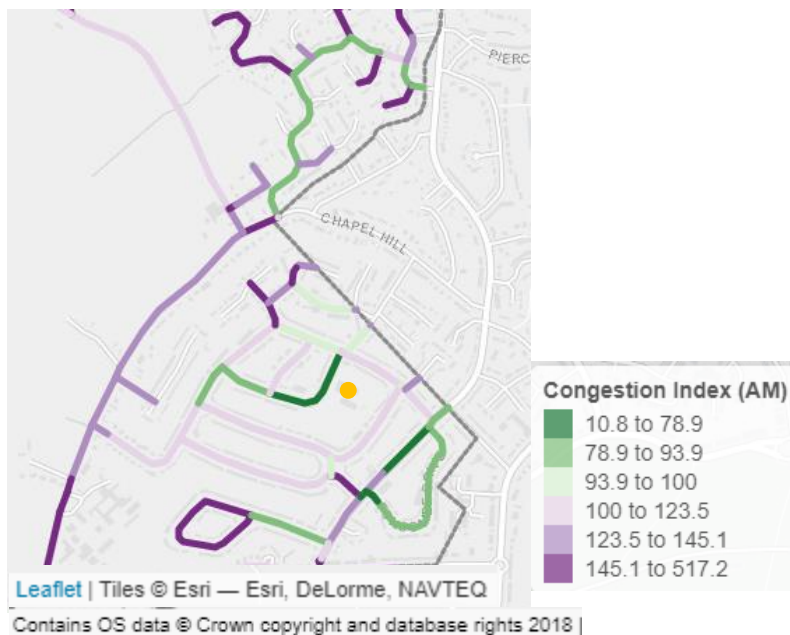 PIERC
CHAPEL HILL
Congestion Index (AM)
10.8 to 78.9
78.9 to 93.9
93.9 to 100
100 to 123.5
123.5 to 145.1
145.1 to 517.2
Leaflet | Tiles © Esri — Esri, DeLorme, NAVTEQ
Contains OS data © Crown copyright and database rights 2018 |